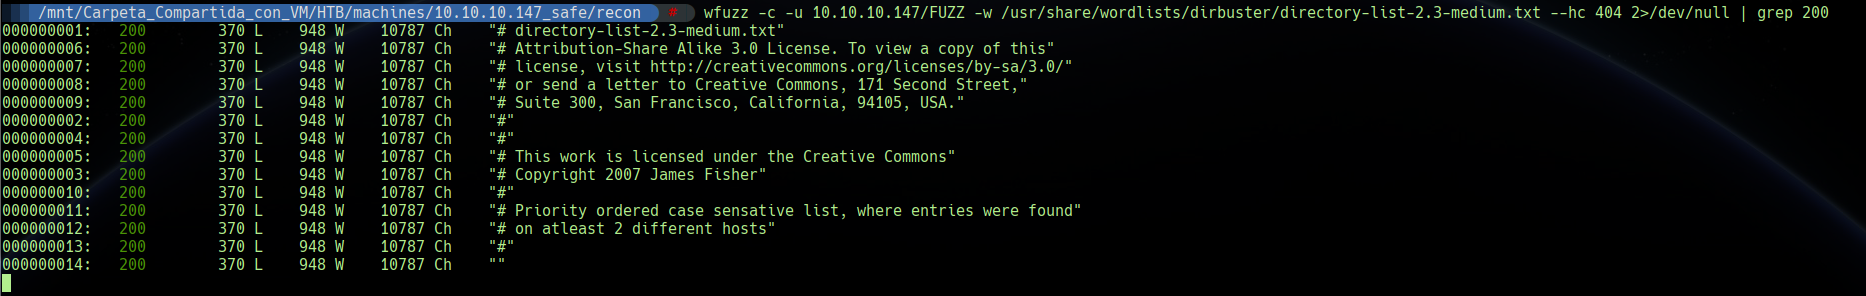 /mnt/Carpeta_Compartida_con_VM/HTB/machines/10.10.10.147_safe/recon # wfuzz -c -u 10.10.10.147/FUZZ -w /usr/share/wordlists/dirbuster/directory-list-2.3-medium.txt --hc 404 2>/dev/null | grep 200
000000001: 200 370 L 948 W 10787 Ch "# directory-list-2.3-medium.txt"
000000006: 200 370 L 948 W 10787 Ch "# Attribution-Share Alike 3.0 License. To view a copy of this"
000000007: 200 370 L 948 W 10787 Ch "# license, visit http://creativecommons.org/licenses/by-sa/3.0/"
000000008: 200 370 L 948 W 10787 Ch "# or send a letter to Creative Commons, 171 Second Street,"
000000009: 200 370 L 948 W 10787 Ch "# Suite 300, San Francisco, California, 94105, USA."
000000002: 200 370 L 948 W 10787 Ch "#"
000000004: 200 370 L 948 W 10787 Ch "#"
000000005: 200 370 L 948 W 10787 Ch "# This work is licensed under the Creative Commons"
000000003: 200 370 L 948 W 10787 Ch "# Copyright 2007 James Fisher"
000000010: 200 370 L 948 W 10787 Ch "#"
000000011: 200 370 L 948 W 10787 Ch "# Priority ordered case sensative list, where entries were found"
000000012: 200 370 L 948 W 10787 Ch "# on atleast 2 different hosts"
000000013: 200 370 L 948 W 10787 Ch "#"
000000014: 200 370 L 948 W 10787 Ch ""